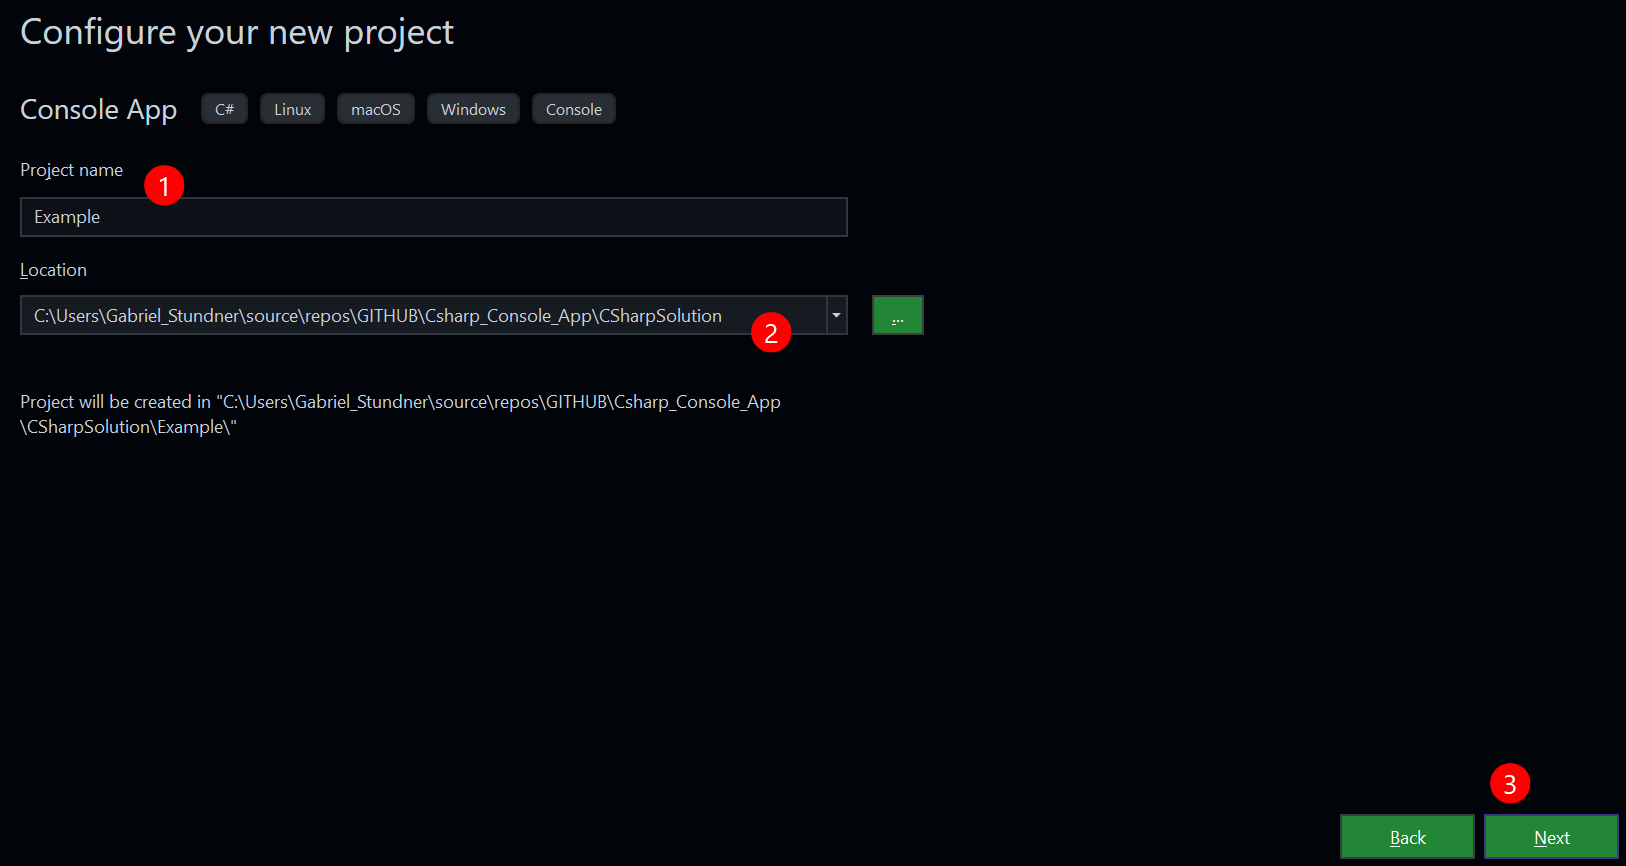 Configure your new project
Console App C# Linux macOS Windows Console
Project name
1
Example
Location
C:\Users\Gabriel_Stundner\source\repos\GITHUB\Csharp_Console_App\CSharpSolution
...
2
Project will be created in "C:\Users\Gabriel_Stundner\source\repos\GITHUB\Csharp_Console_App
\CSharpSolution\Example\"
3
Back Next